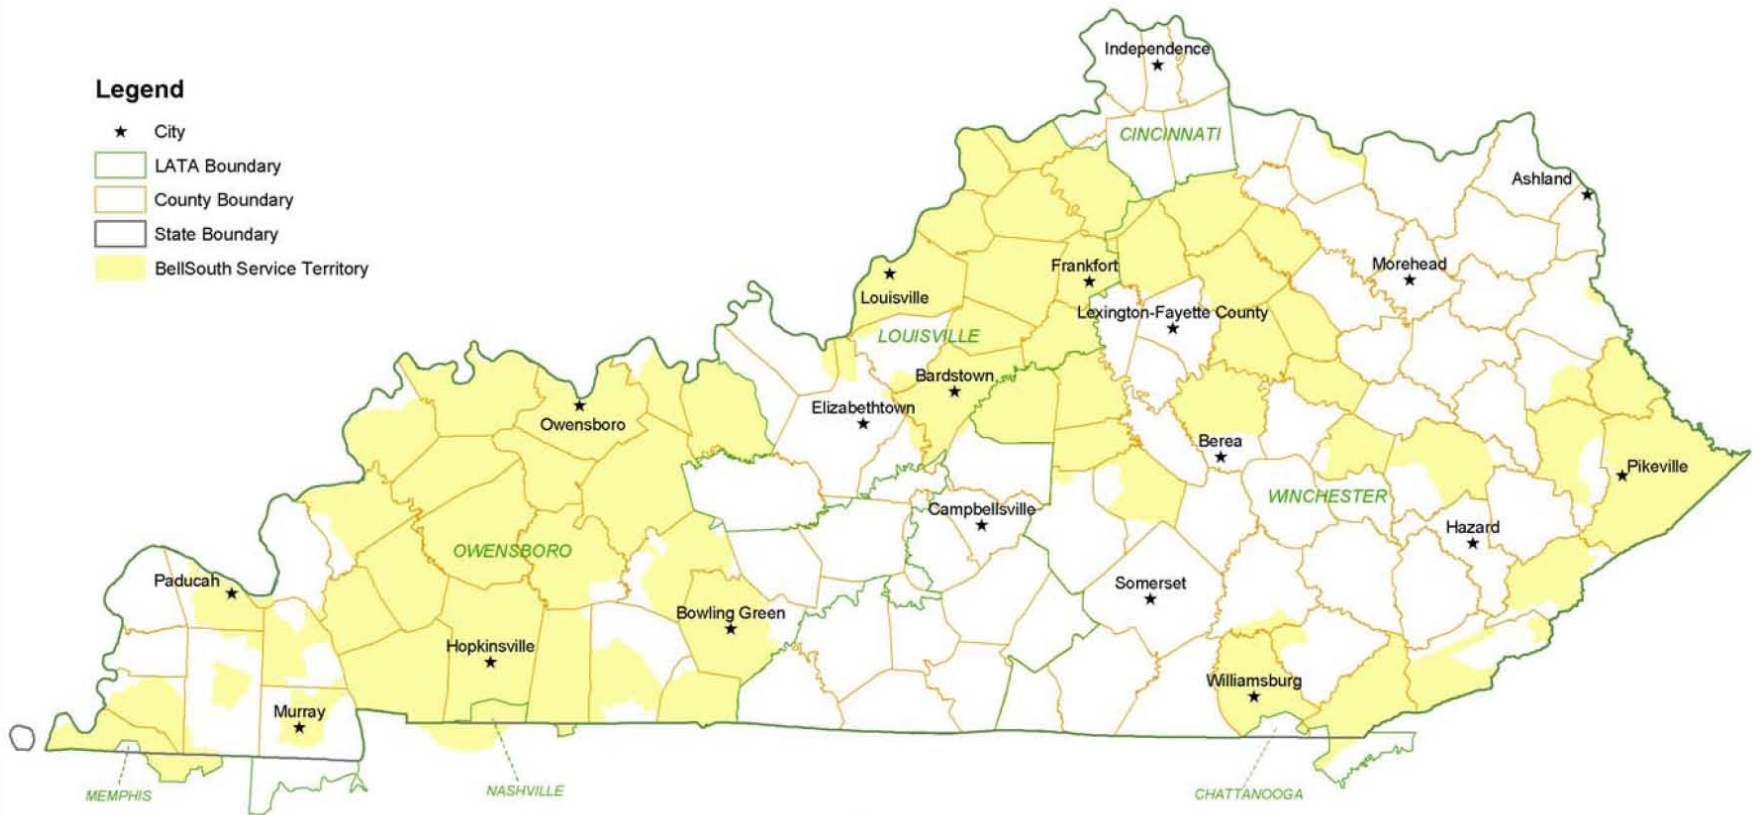 Independence
Legend
City
CINCINNATI
LATA Boundary
Ashland
County Boundary
State Boundary
BellSouth Service Territory
Frankfort
Morehead
Louisville
Lexington-Fayette County
LOUISVILLE
Bardstown
Elizabethtown
Owensboro
Berea
Pikeville
WINCHESTER
Campbellsville
Hazard
OWENSBORO
Paducah
Somerset
Bowling Green
Hopkinsville
Williamsburg
Murray
NASHVILLE
MEMPHIS
CHATTANOOGA